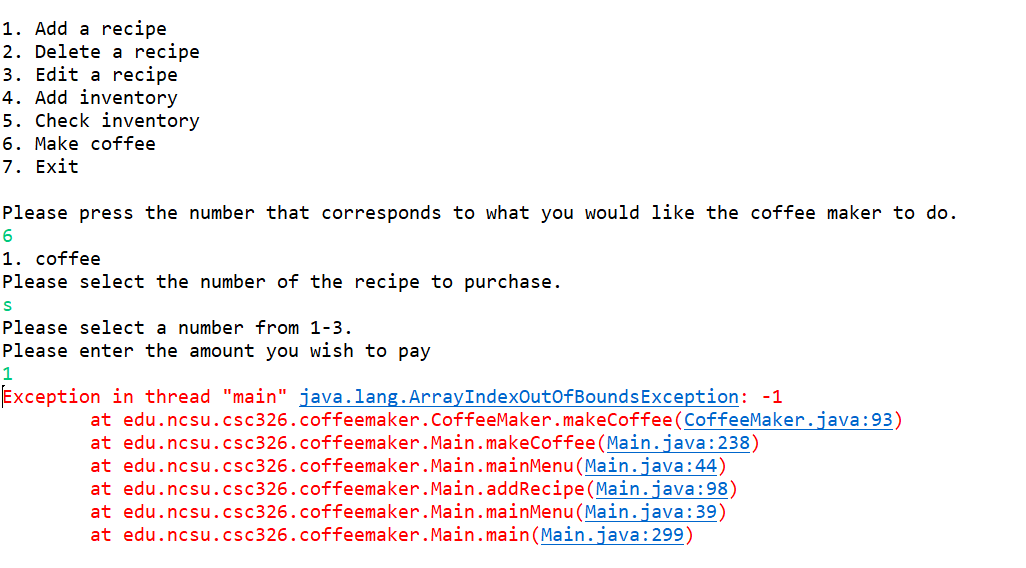 1. Add a recipe
2. Delete a recipe
3. Edit a recipe
4. Add inventory
5. Check inventory
6. Make coffee
7. Exit
Please press the number that corresponds to what you would like the coffee maker to do.
6
1. coffee
Please select the number of the recipe to purchase.
s
Please select a number from 1-3.
Please enter the amount you wish to pay
1
Exception in thread "main" java.lang.ArrayIndexOutOfBoundsException: -1
at edu.ncsu.csc326.coffeemaker.CoffeeMaker.makeCoffee(CoffeeMaker.java:93)
at edu.ncsu.csc326.coffeemaker.Main.makeCoffee(Main.java:238)
at edu.ncsu.csc326.coffeemaker.Main.mainMenu(Main.java:44)
at edu.ncsu.csc326.coffeemaker.Main.addRecipe(Main.java:98)
at edu.ncsu.csc326.coffeemaker.Main.mainMenu(Main.java:39)
at edu.ncsu.csc326.coffeemaker.Main.main(Main.java:299)